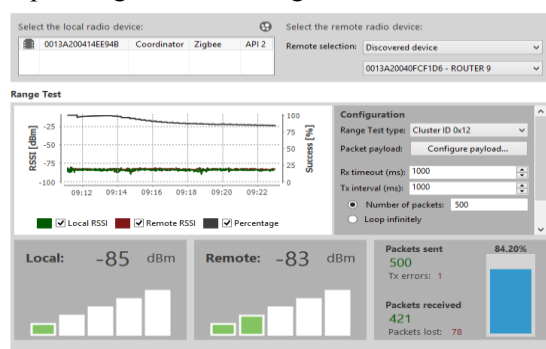 Select the local radio device:
Select the remote radio device:
0013A200414EE94B Coordinator Zigbee API 2
Remote selection: Discovered device
0013A20040FCF1D6 - ROUTER 9
Range Test
RSSI [dBm]
-25
-50
-75
-100
09:12 09:14 09:16 09:18 09:20 09:22
100
75
50
25
0
Success [%]
Local RSSI Remote RSSI Percentage
Configuration
Range Test type: Cluster ID 0x12
Packet payload: Configure payload...
Rx timeout (ms): 1000
Tx interval (ms): 1000
Number of packets: 500
Loop infinitely
Local: -85 dBm
Remote: -83 dBm
Packets sent
500
Tx errors: 1
Packets received
421
Packets lost: 78
84.20%